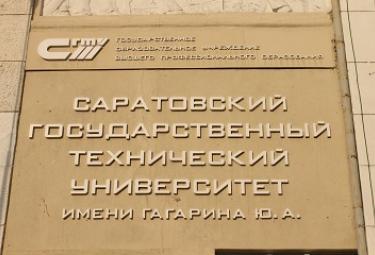 СГТУ
ГОСУДАРСТВЕННОЕ
ОБРАЗОВАТЕЛЬНОЕ УЧРЕЖДЕНИЕ
ВЫСШЕГО ПРОФЕССИОНАЛЬНОГО ОБРАЗОВАНИЯ
САРАТОВСКИЙ
ГОСУДАРСТВЕННЫЙ
ТЕХНИЧЕСКИЙ
УНИВЕРСИТЕТ
ИМЕНИ ГАГАРИНА Ю.А.